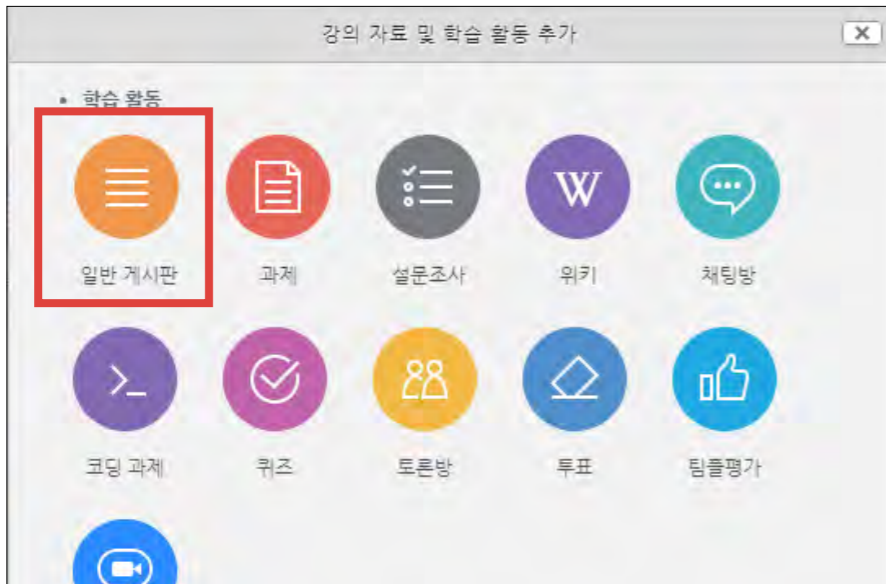 강의 자료 및 학습 활동 추가
• 학습 활동
일반 게시판 과제 설문조사 위키 채팅방
코딩 과제 퀴즈 토론방 투표 팀플평가